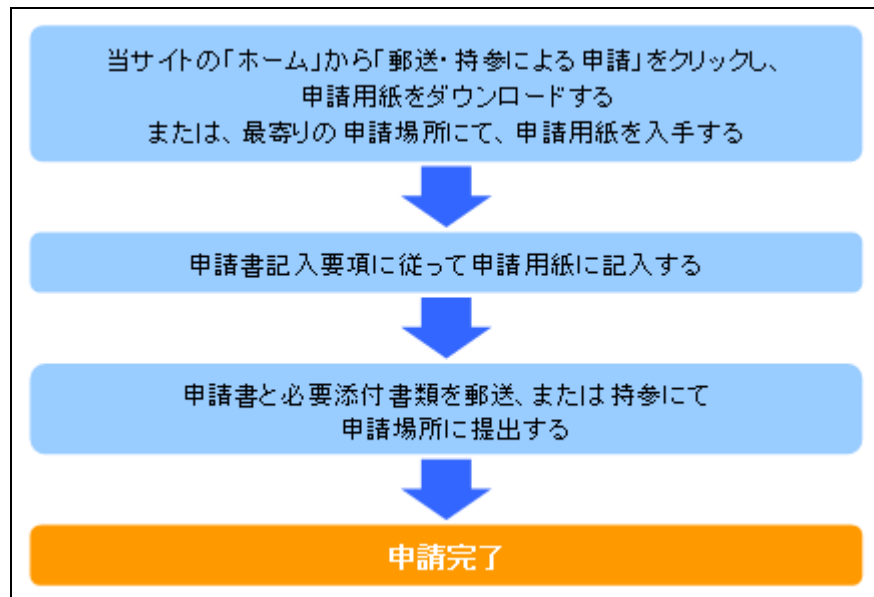 当サイトの「ホーム」から「郵送・持参による申請」をクリックし、
申請用紙をダウンロードする
または、最寄りの申請場所にて、申請用紙を入手する
申請書記入要項に従って申請用紙に記入する
申請書と必要添付書類を郵送、または持参にて
申請場所に提出する
申請完了